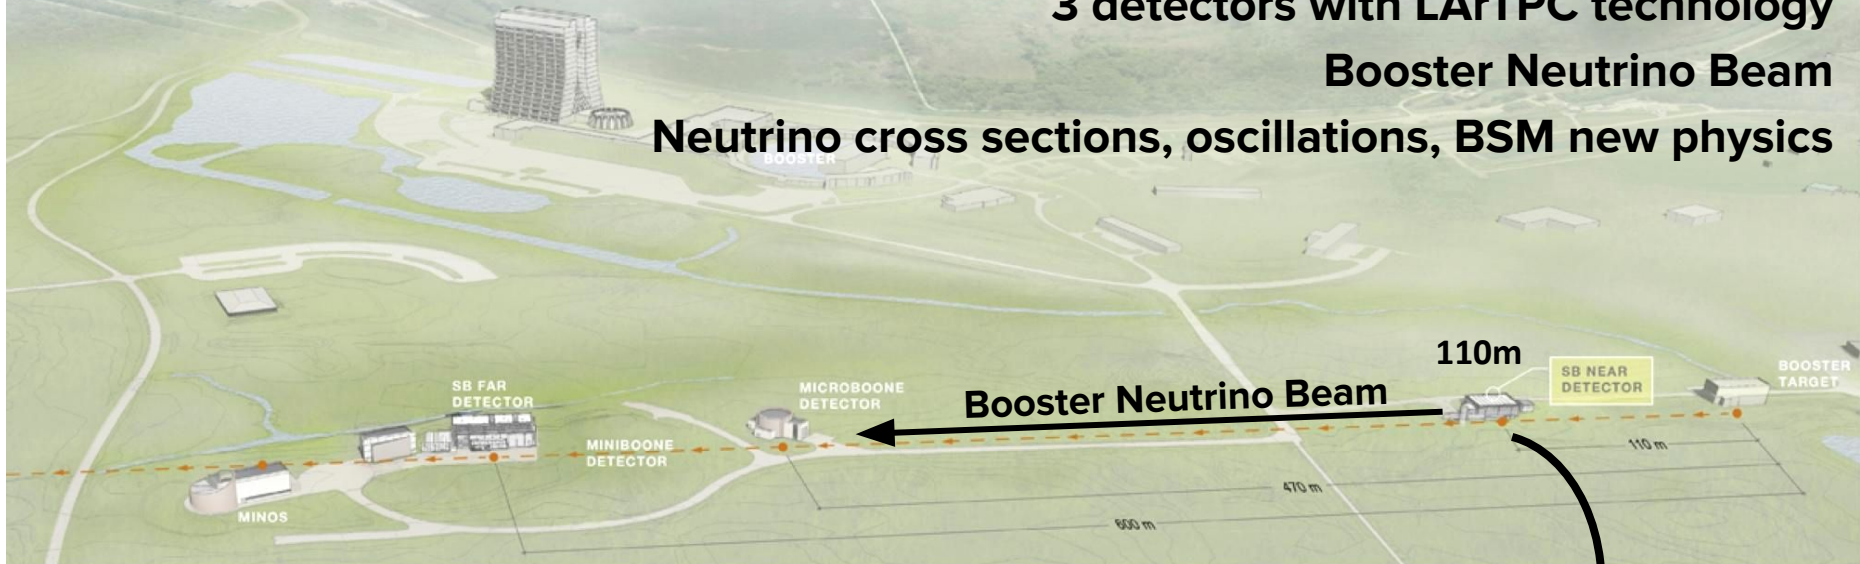 3 detectors with LArTPC technology
Booster Neutrino Beam
Neutrino cross sections, oscillations, BSM new physics
BOOSTER
110m
SB NEAR
DETECTOR
BOOSTER
TARGET
Booster Neutrino Beam
MICROBOONE
DETECTOR
SB FAR
DETECTOR
MINIBOONE
DETECTOR
110 m
470 m
600 m
MINOS